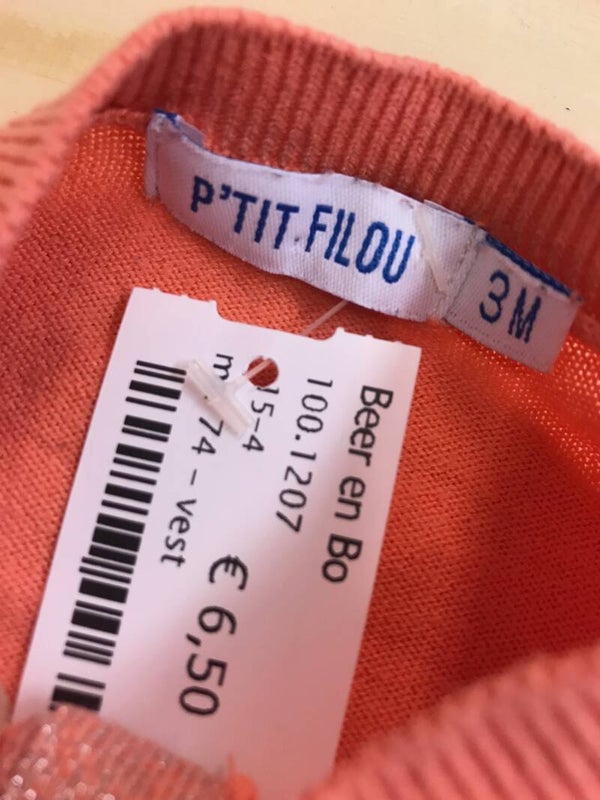 P'TIT FILOU
3M
Beer en Bo
100.1207
15-4
74 - vest
€ 6,50